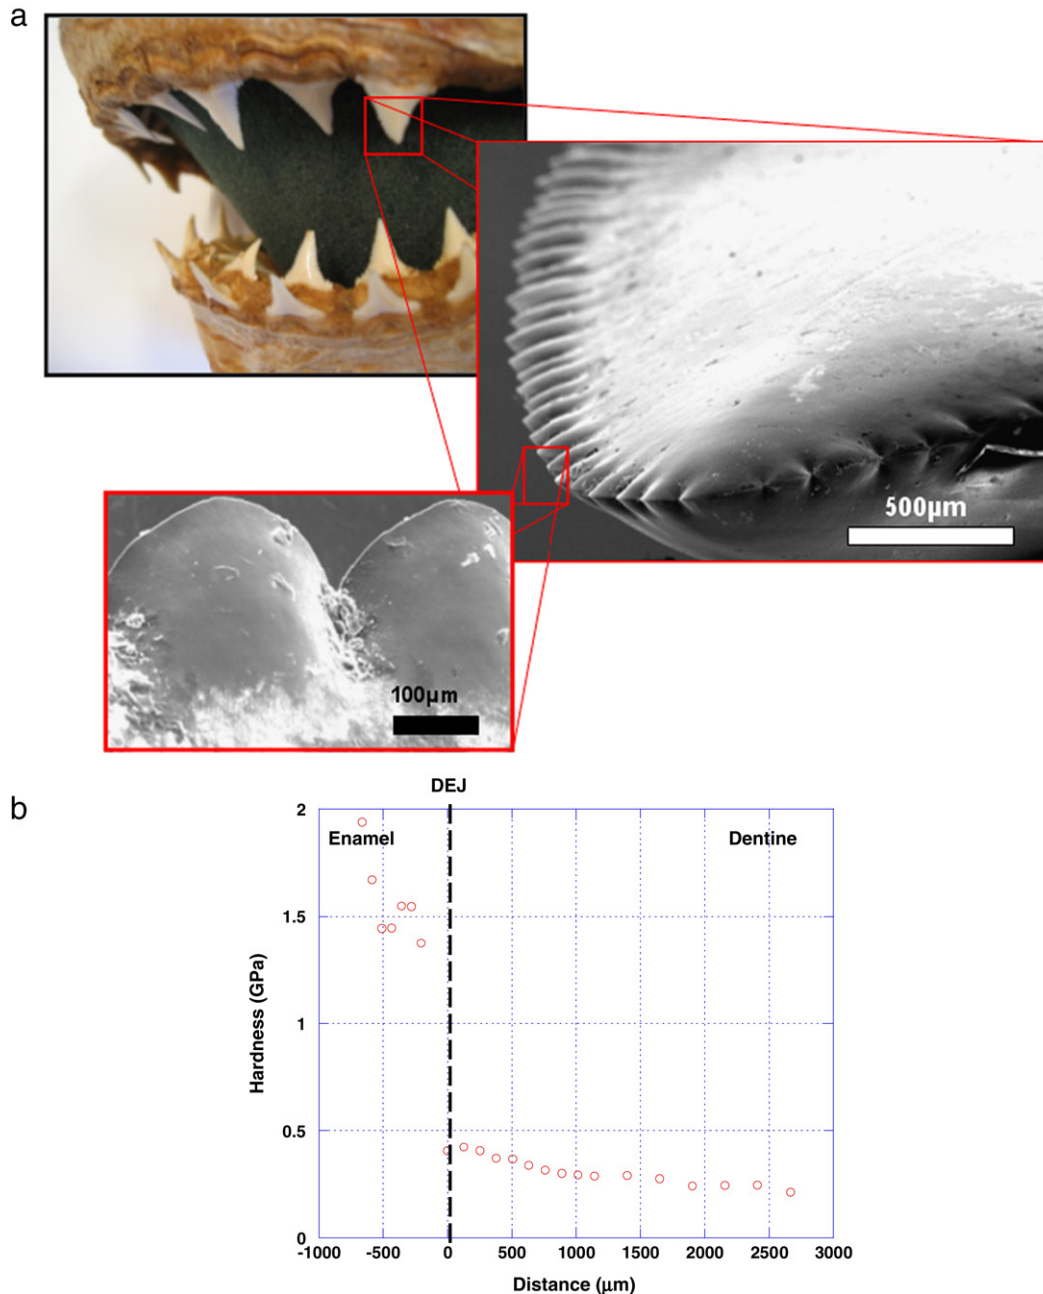 a
500µm
100µm
b
DEJ
Enamel
Dentine
2
1.5
1
0.5
0
Hardness (GPa)
-1000 -500 0 500 1000 1500 2000 2500 3000
Distance (µm)